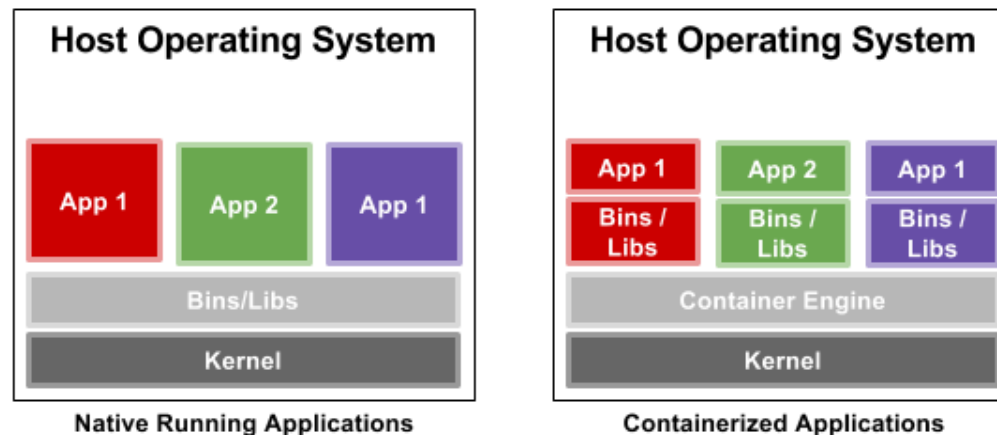 Host Operating System
App 1
App 2
App 1
Bins/Libs
Kernel
Native Running Applications
Host Operating System
App 1
App 2
App 1
Bins /
Libs
Bins /
Libs
Bins /
Libs
Container Engine
Kernel
Containerized Applications